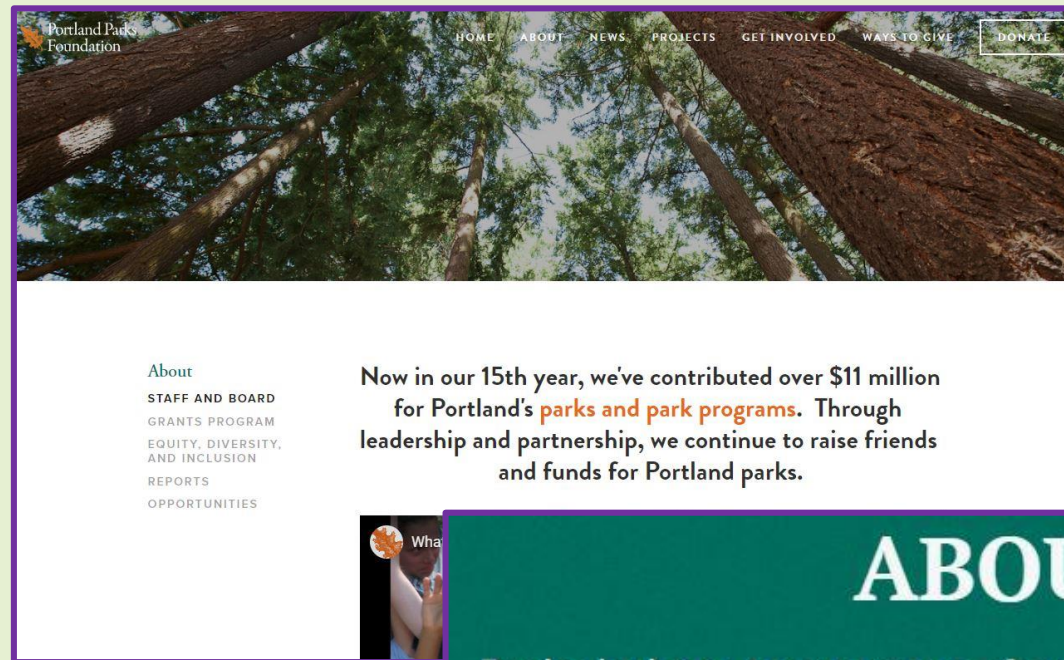 Portland Parks
Foundation
HOME ABOUT NEWS PROJECTS GET INVOLVED WAYS TO GIVE DONATE
About
STAFF AND BOARD
GRANTS PROGRAM
EQUITY, DIVERSITY,
AND INCLUSION
REPORTS
OPPORTUNITIES
Now in our 15th year, we've contributed over $11 million
for Portland's parks and park programs. Through
leadership and partnership, we continue to raise friends
and funds for Portland parks.
Wha
ABOU